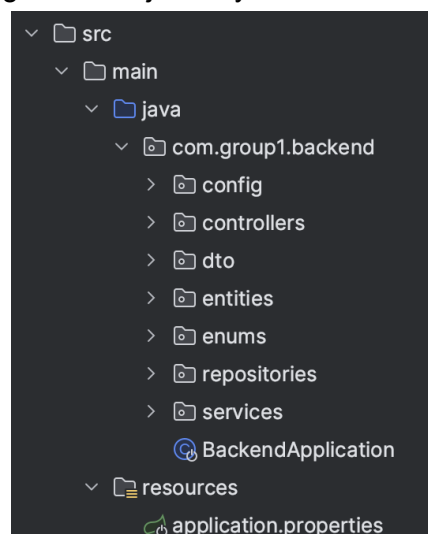 src
main
java
com.group1.backend
config
controllers
dto
entities
enums
repositories
services
BackendApplication
resources
application.properties